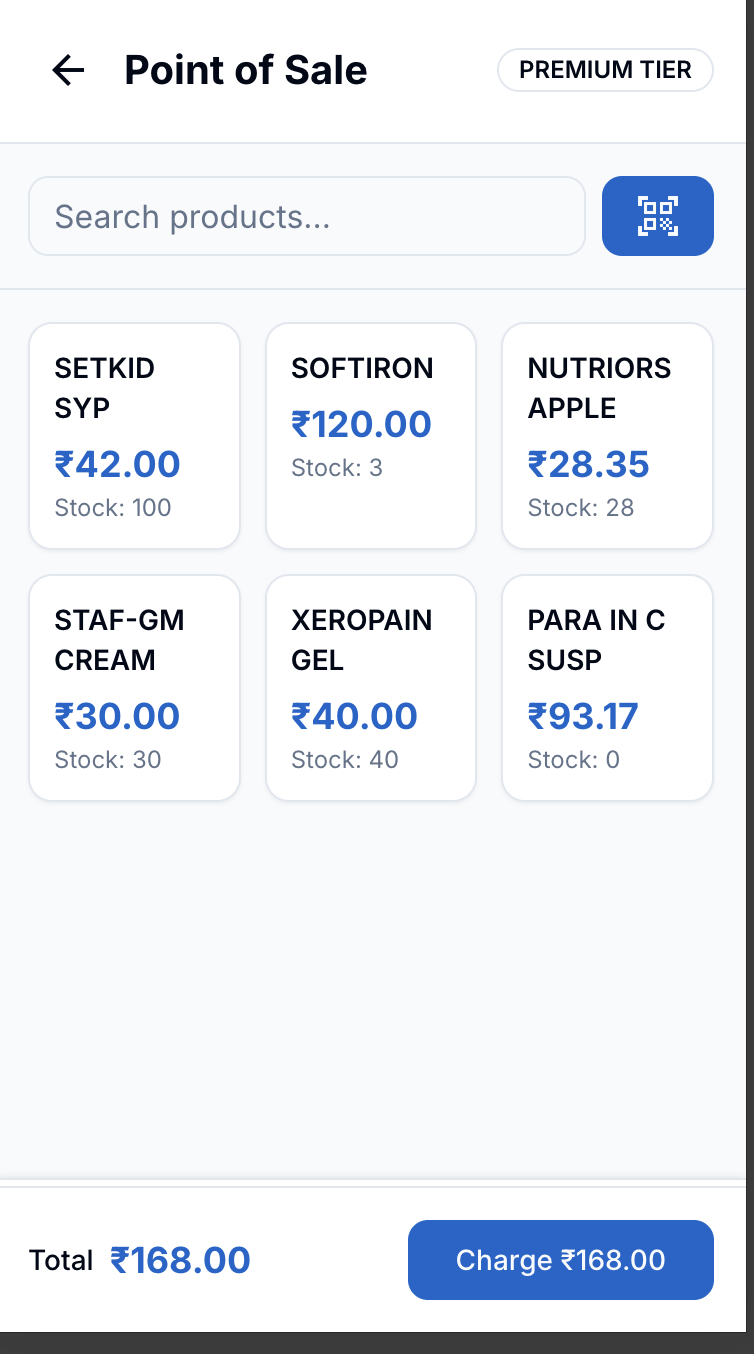 Point of Sale
PREMIUM TIER
Search products...
SETKID
SYP
₹42.00
Stock: 100
SOFTIRON
₹120.00
Stock: 3
NUTRIORS
APPLE
₹28.35
Stock: 28
STAF-GM
CREAM
₹30.00
Stock: 30
XEROPAIN
GEL
₹40.00
Stock: 40
PARA IN C
SUSP
₹93.17
Stock: 0
Total ₹168.00
Charge ₹168.00